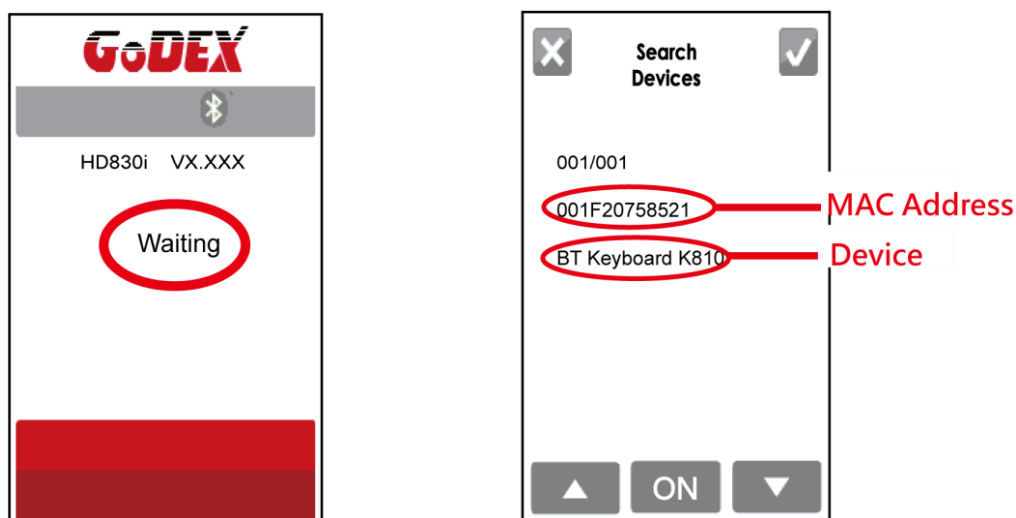 GoDEX
HD830i VX.XXX
Waiting
Search
Devices
001/001
001F20758521
MAC Address
BT Keyboard K810
Device
ON